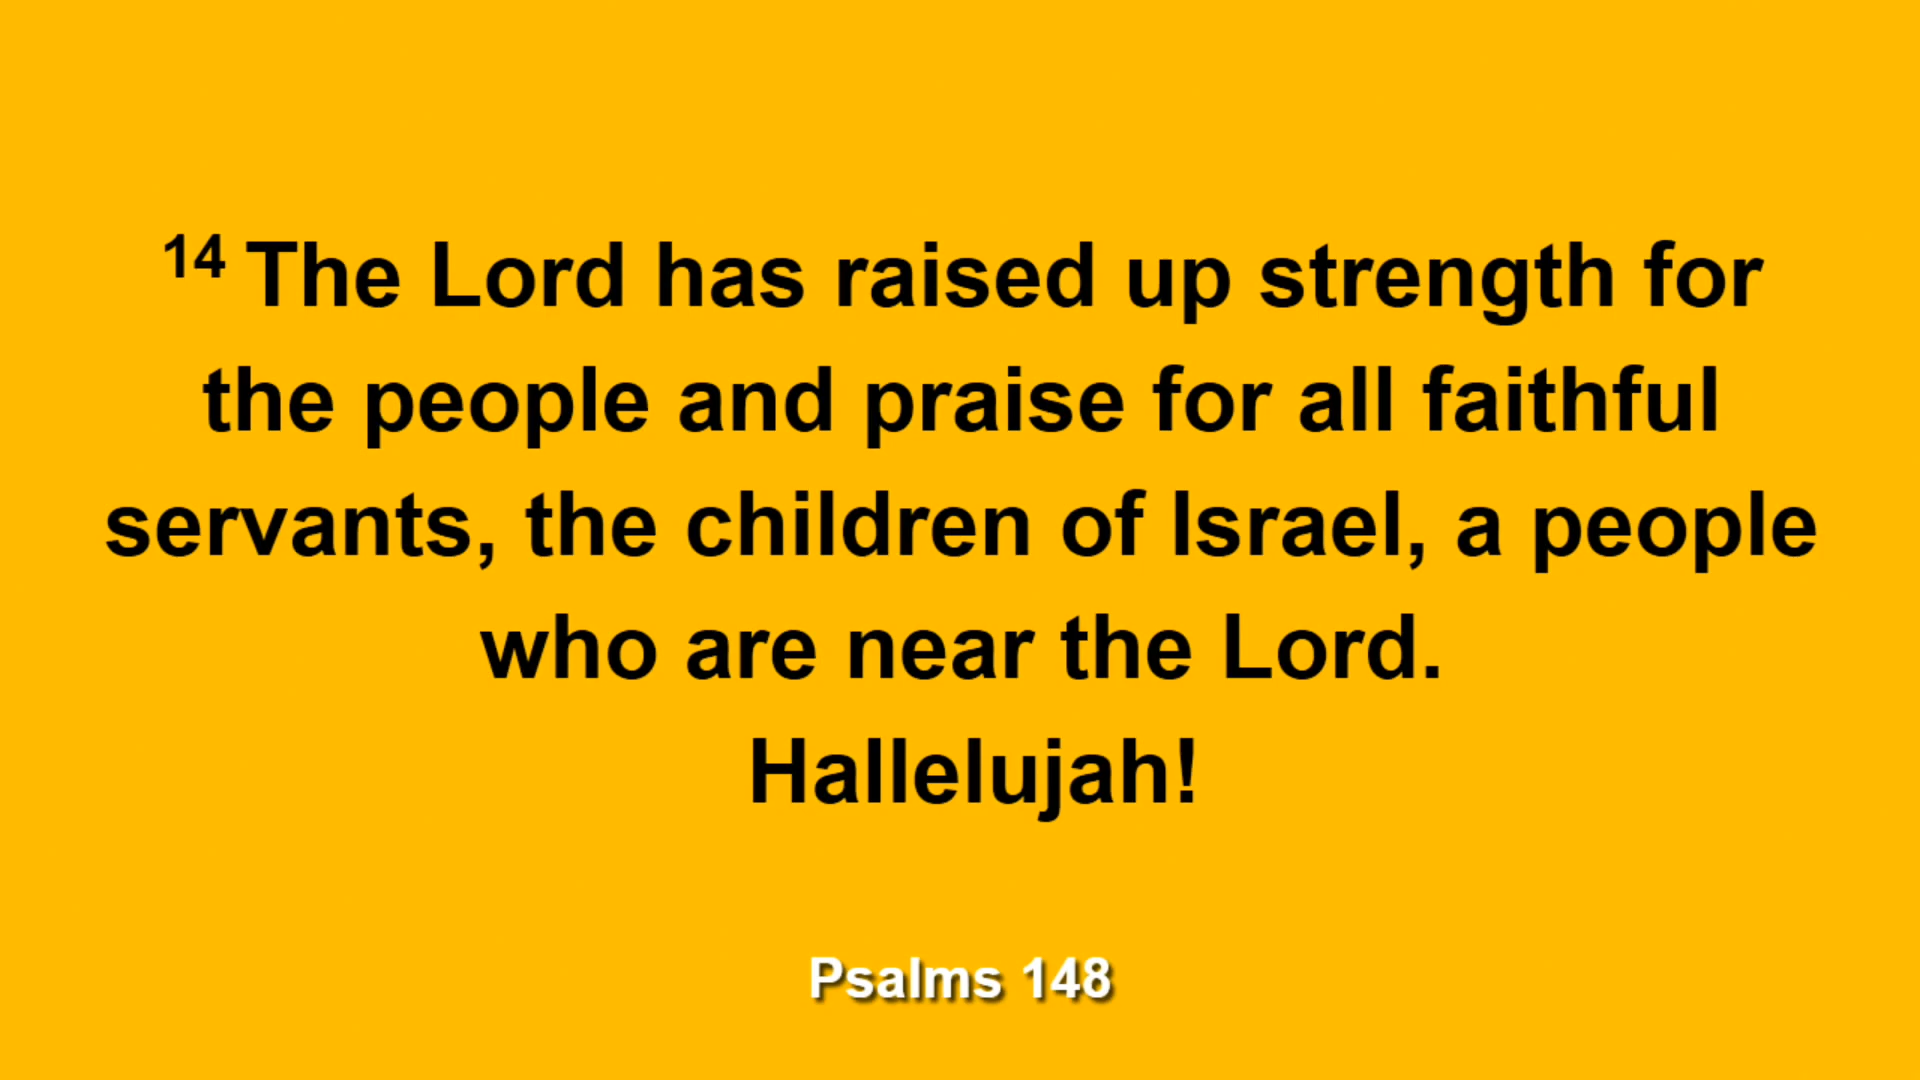 14 The Lord has raised up strength for
the people and praise for all faithful
servants, the children of Israel, a people
who are near the Lord.
Hallelujah!
Psalms 148